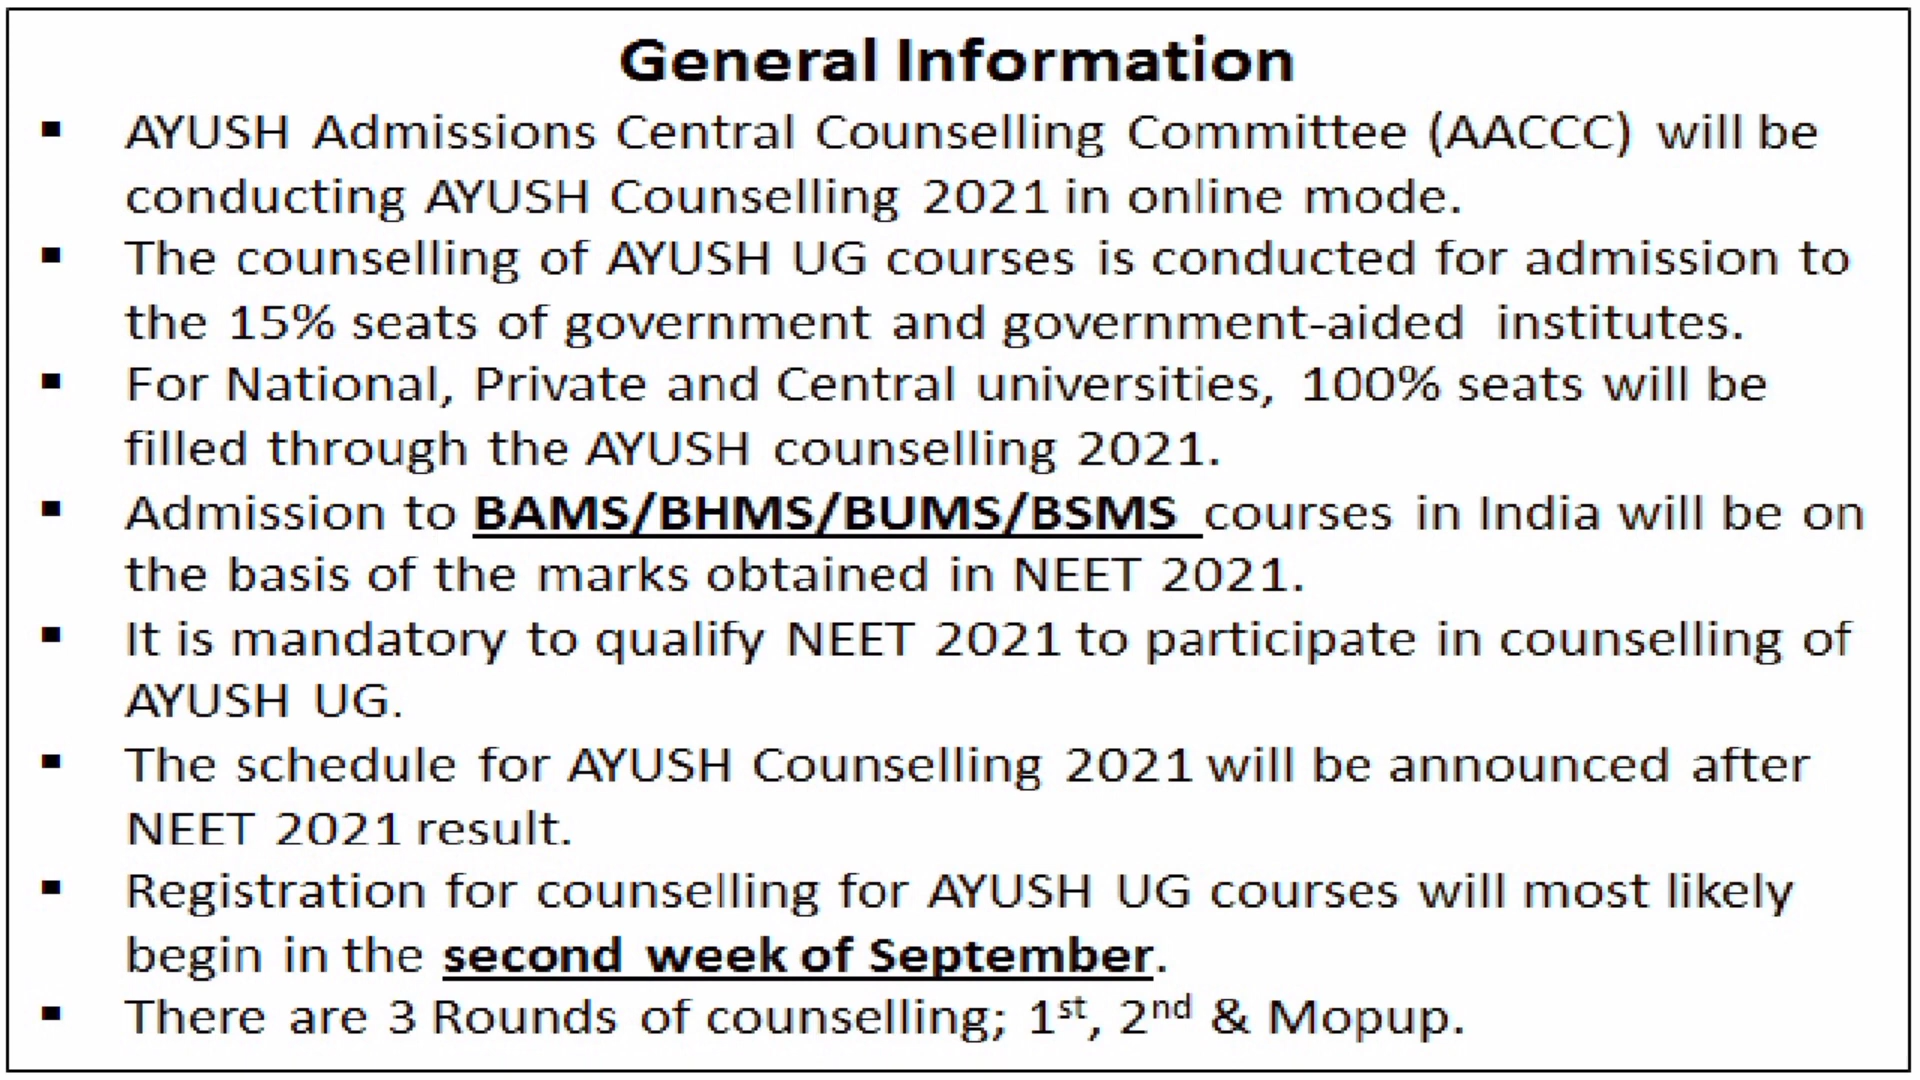 General Information
▪ AYUSH Admissions Central Counselling Committee (AACCC) will be
conducting AYUSH Counselling 2021 in online mode.
▪ The counselling of AYUSH UG courses is conducted for admission to
the 15% seats of government and government-aided institutes.
▪ For National, Private and Central universities, 100% seats will be
filled through the AYUSH counselling 2021.
▪ Admission to BAMS/BHMS/BUMS/BSMS courses in India will be on
the basis of the marks obtained in NEET 2021.
▪ It is mandatory to qualify NEET 2021 to participate in counselling of
AYUSH UG.
▪ The schedule for AYUSH Counselling 2021 will be announced after
NEET 2021 result.
▪ Registration for counselling for AYUSH UG courses will most likely
begin in the second week of September.
▪ There are 3 Rounds of counselling; 1st, 2nd & Mopup.